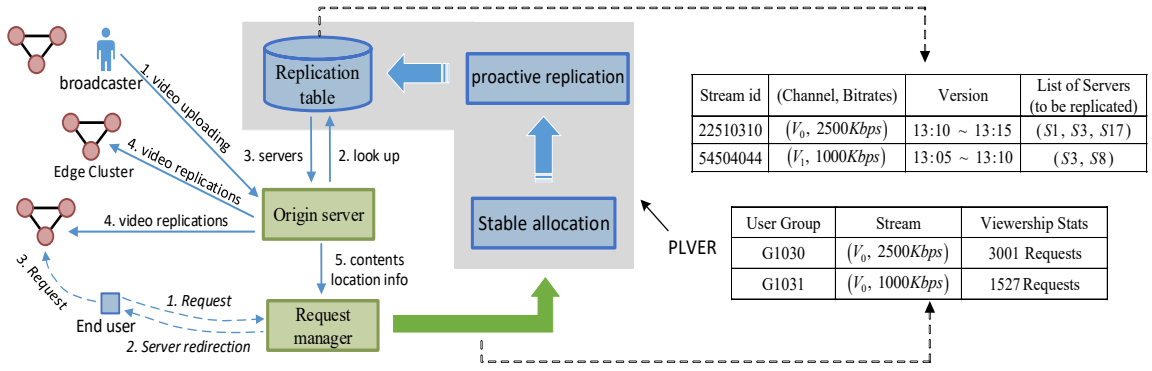 broadcaster
1. video uploading
Edge Cluster
4. video replications
4. video replications
3. Request
End user
1. Request
2. Server redirection
Replication
table
proactive replication
3. servers
2. look up
Origin server
Stable allocation
PLVER
5. contents
location info
Request
manager
Stream id (Channel, Bitrates) Version List of Servers
(to be replicated)
22510310 (V₀, 2500Kbps) 13:10 ~ 13:15 (S1, S3, S17)
54504044 (V₁, 1000Kbps) 13:05 ~ 13:10 (S3, S8)
User Group Stream Viewership Stats
G1030 (V₀, 2500Kbps) 3001 Requests
G1031 (V₀, 1000Kbps) 1527 Requests